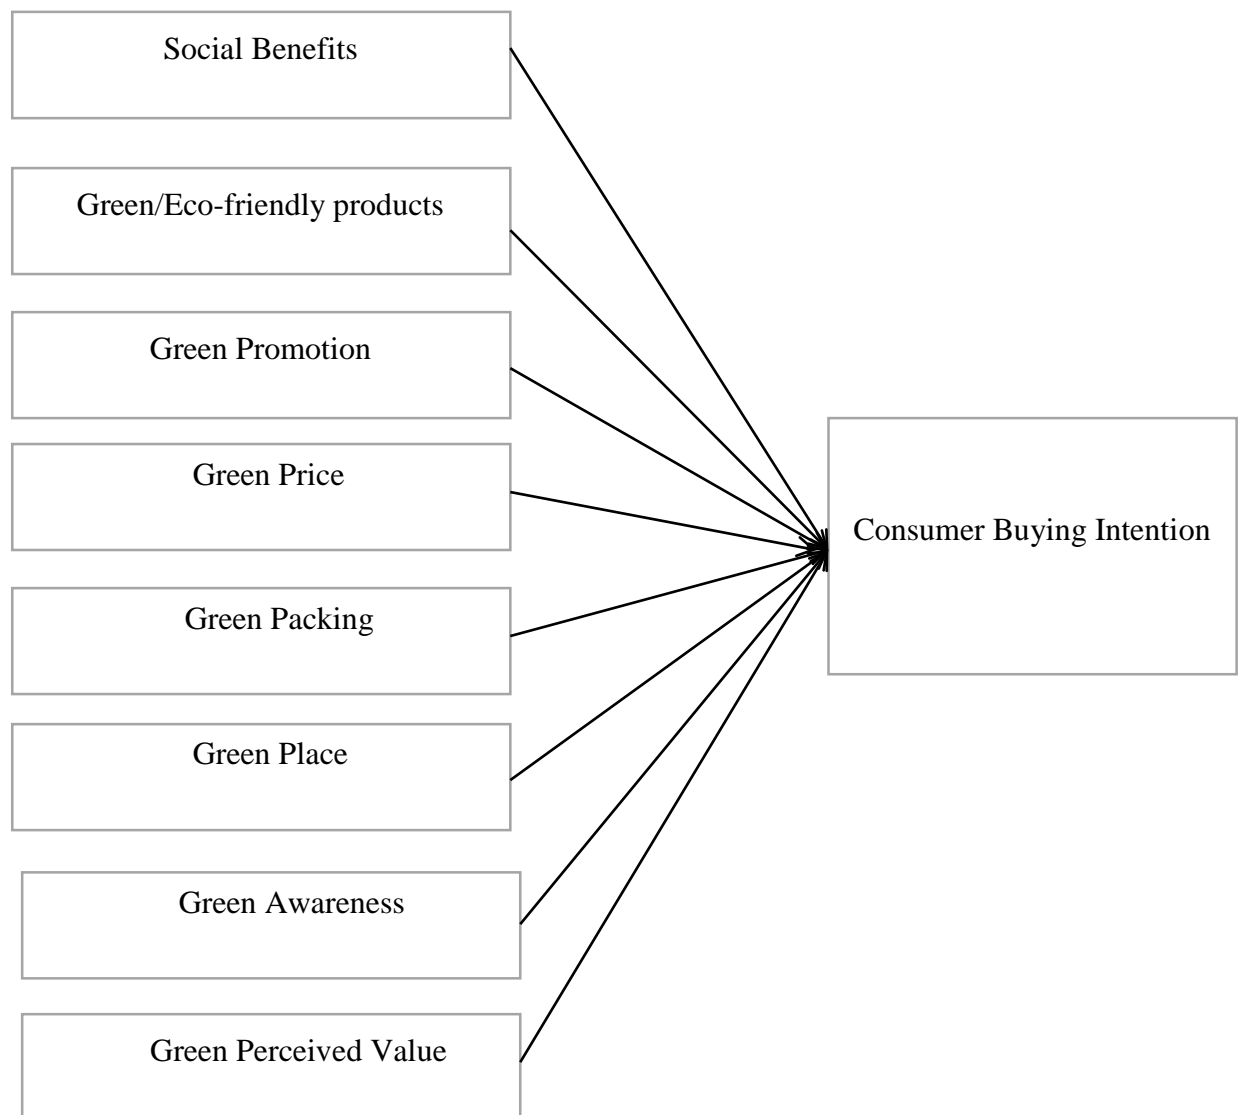 Social Benefits
Green/Eco-friendly products
Green Promotion
Green Price
Green Packing
Green Place
Green Awareness
Green Perceived Value
Consumer Buying Intention